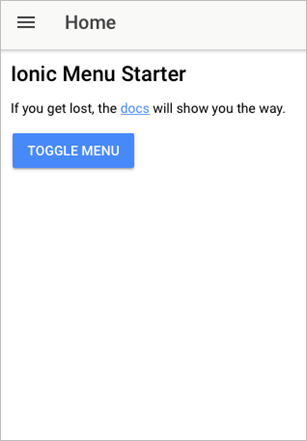 Home
Ionic Menu Starter
If you get lost, the docs will show you the way.
TOGGLE MENU